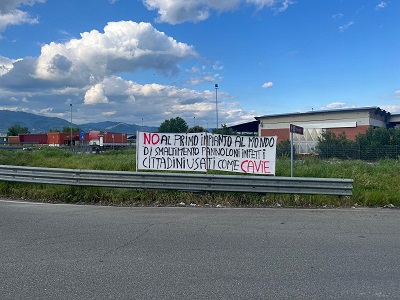 NO AL PRIMO IMPIANTO AL MONDO
DI SMALTIMENTO PANNOLONI INFETTI
CITTADINI USATI COME CAVIE